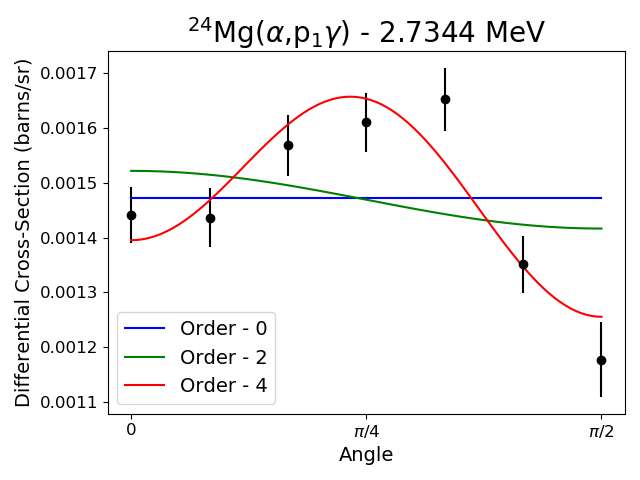 ²⁴Mg(α,p₁γ) - 2.7344 MeV
Differential Cross-Section (barns/sr)
0.0017
0.0016
0.0015
0.0014
0.0013
0.0012
0.0011
Order - 0
Order - 2
Order - 4
0
π/4
π/2
Angle